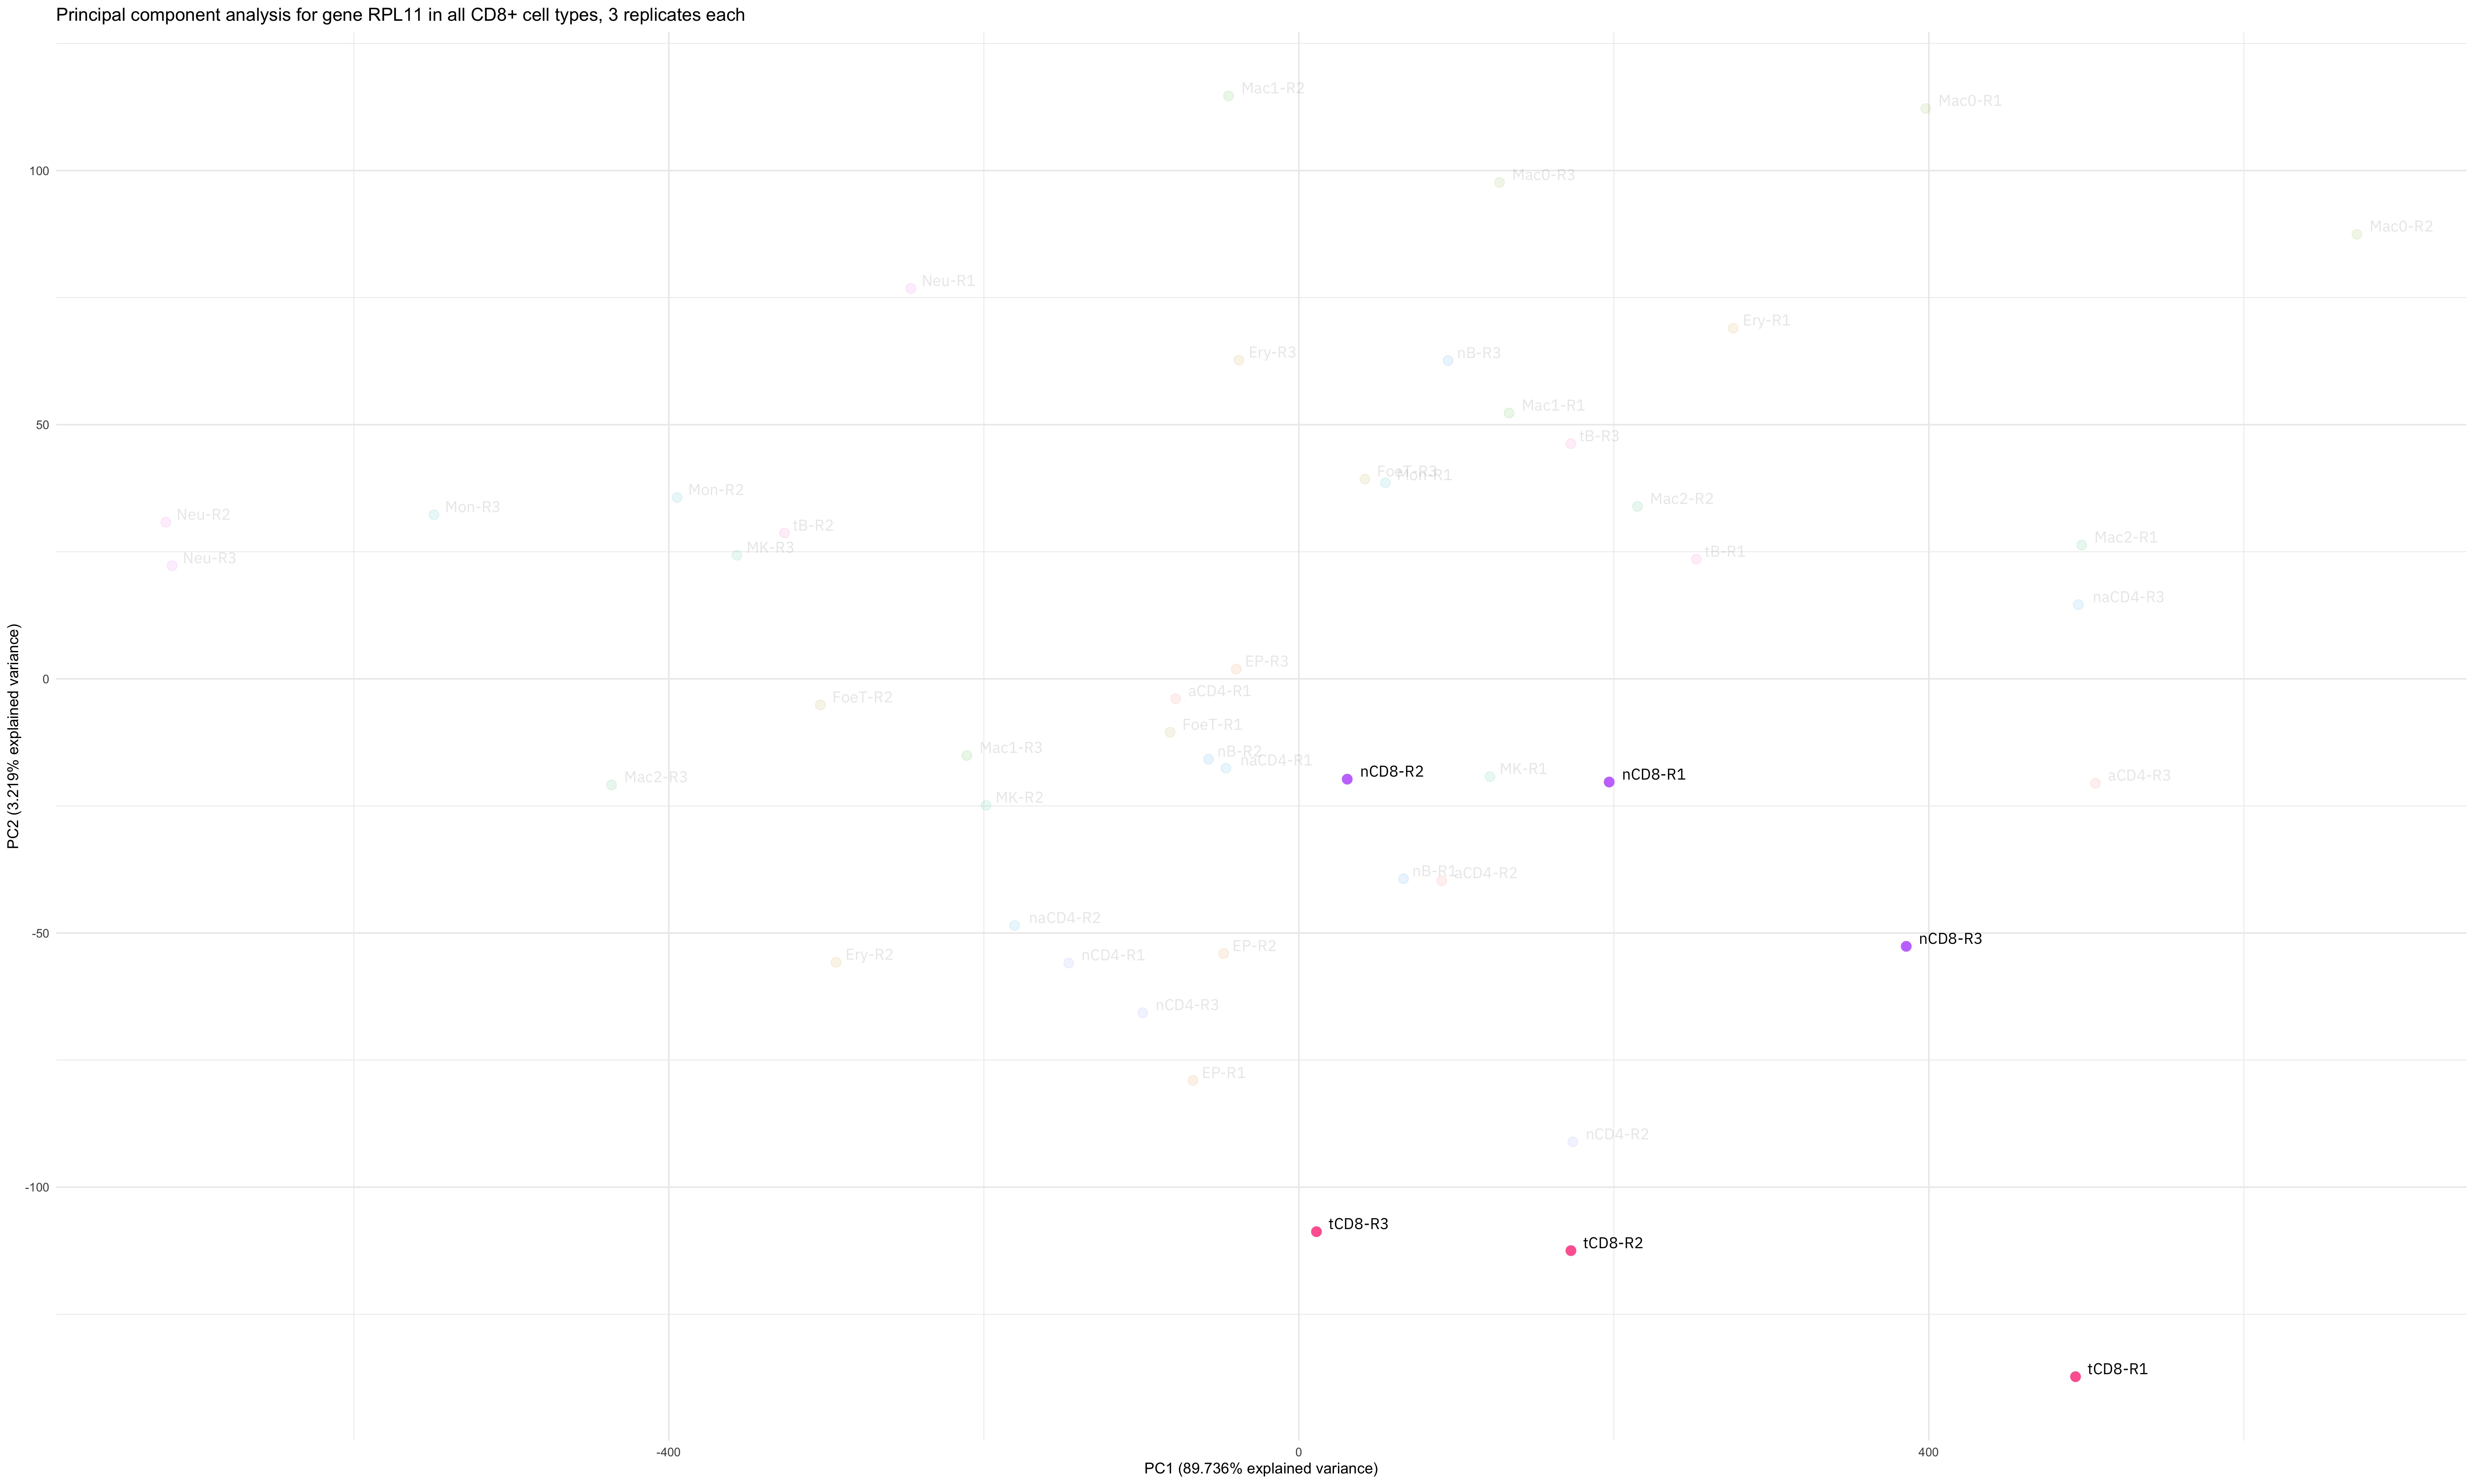 Principal component analysis for gene RPL11 in all CD8+ cell types, 3 replicates each
Mac1-R2
Mac0-R1
100
Mac0-R3
Mac0-R2
Neu-R1
Ery-R1
Ery-R3
nB-R3
Mac1-R1
50
tB-R3
FoeT-R3
Mon-R1
Mon-R2
Mac2-R2
Mon-R3
Neu-R2
tB-R2
Mac2-R1
MK-R3
tB-R1
Neu-R3
naCD4-R3
PC2 (3.219% explained variance)
EP-R3
0
aCD4-R1
FoeT-R2
FoeT-R1
Mac1-R3
nB-R2
naCD4-R1
nCD8-R2
MK-R1
nCD8-R1
aCD4-R3
Mac2-R3
MK-R2
nB-R1
aCD4-R2
naCD4-R2
-50
nCD8-R3
EP-R2
Ery-R2
nCD4-R1
nCD4-R3
EP-R1
nCD4-R2
-100
tCD8-R3
tCD8-R2
tCD8-R1
-400
0
400
PC1 (89.736% explained variance)